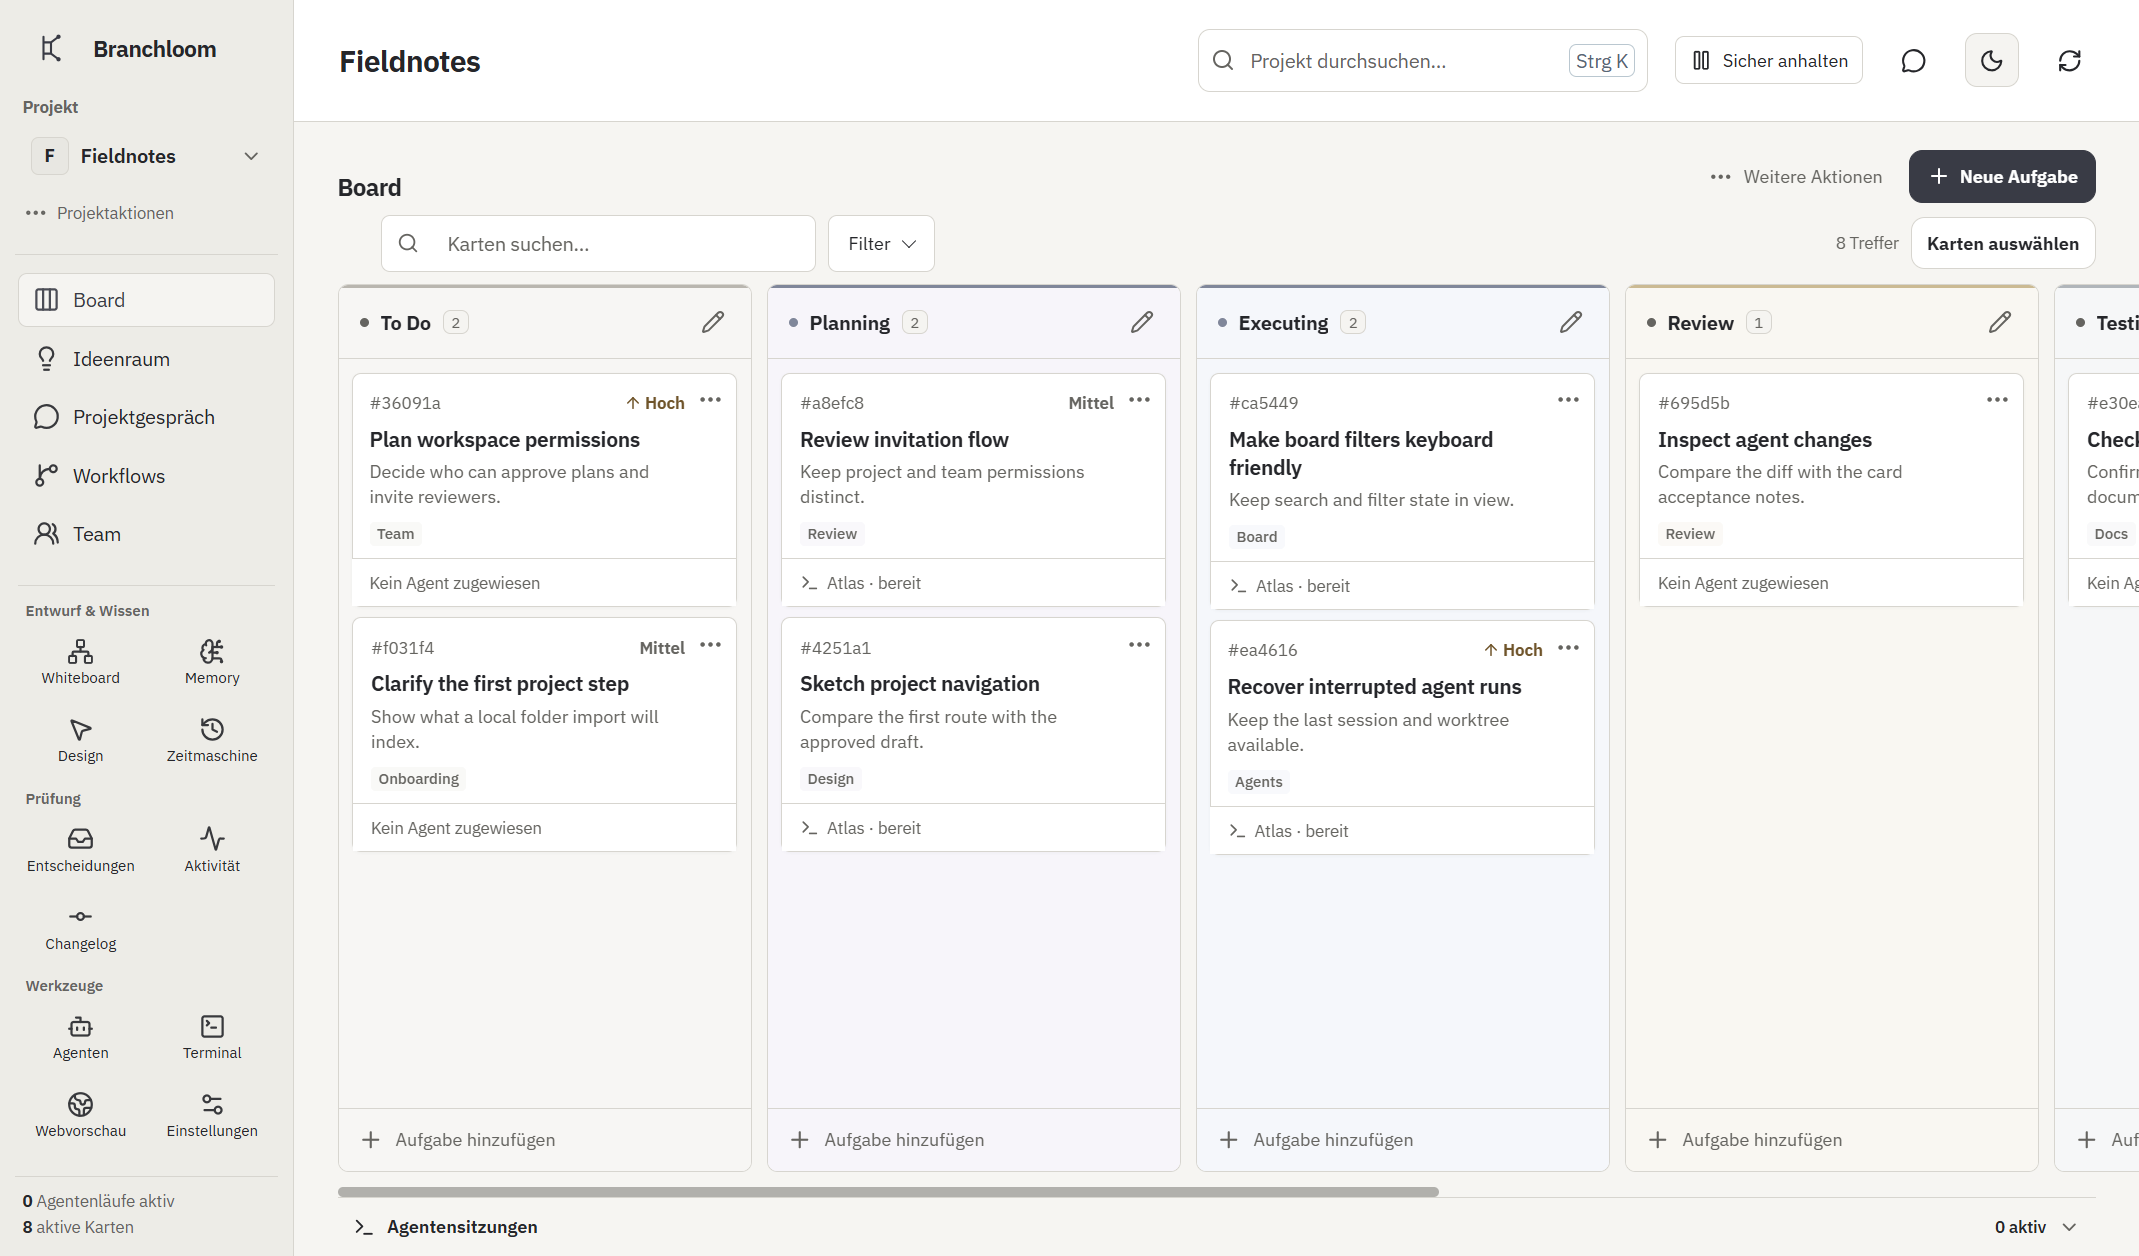 Branchloom
Projekt
F Fieldnotes
Projektaktionen
Board
Ideenraum
Projektgespräch
Workflows
Team
Entwurf & Wissen
Whiteboard
Memory
Design
Zeitmaschine
Prüfung
Entscheidungen
Aktivität
Changelog
Werkzeuge
Agenten
Terminal
Webvorschau
Einstellungen
0 Agentenläufe aktiv
8 aktive Karten
Fieldnotes
Projekt durchsuchen... Strg K
Sicher anhalten
Board
Weitere Aktionen
Neue Aufgabe
Karten suchen...
Filter
8 Treffer
Karten auswählen
To Do 2
#36091a Hoch
Plan workspace permissions
Decide who can approve plans and
invite reviewers.
Team
Kein Agent zugewiesen
#f031f4 Mittel
Clarify the first project step
Show what a local folder import will
index.
Onboarding
Kein Agent zugewiesen
Aufgabe hinzufügen
Planning 2
#a8efc8 Mittel
Review invitation flow
Keep project and team permissions
distinct.
Review
Atlas · bereit
#4251a1
Sketch project navigation
Compare the first route with the
approved draft.
Design
Atlas · bereit
Aufgabe hinzufügen
Executing 2
#ca5449
Make board filters keyboard
friendly
Keep search and filter state in view.
Board
Atlas · bereit
#ea4616 Hoch
Recover interrupted agent runs
Keep the last session and worktree
available.
Agents
Atlas · bereit
Aufgabe hinzufügen
Review 1
#695d5b
Inspect agent changes
Compare the diff with the card
acceptance notes.
Review
Kein Agent zugewiesen
Aufgabe hinzufügen
Testi
#e30e
Check
Confir
docum
Docs
Kein Ag
Auf
Agentensitzungen
0 aktiv